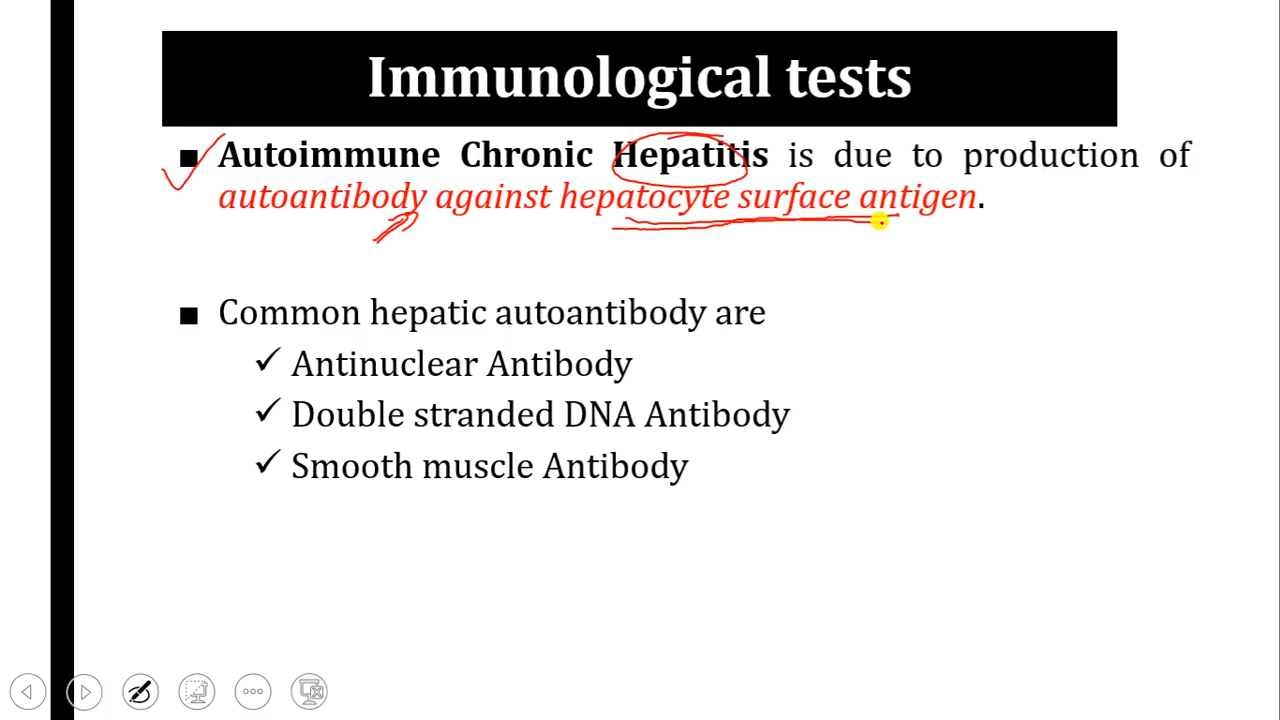 Immunological tests
■ Autoimmune Chronic Hepatitis is due to production of
autoantibody against hepatocyte surface antigen.
■ Common hepatic autoantibody are
✓ Antinuclear Antibody
✓ Double stranded DNA Antibody
✓ Smooth muscle Antibody